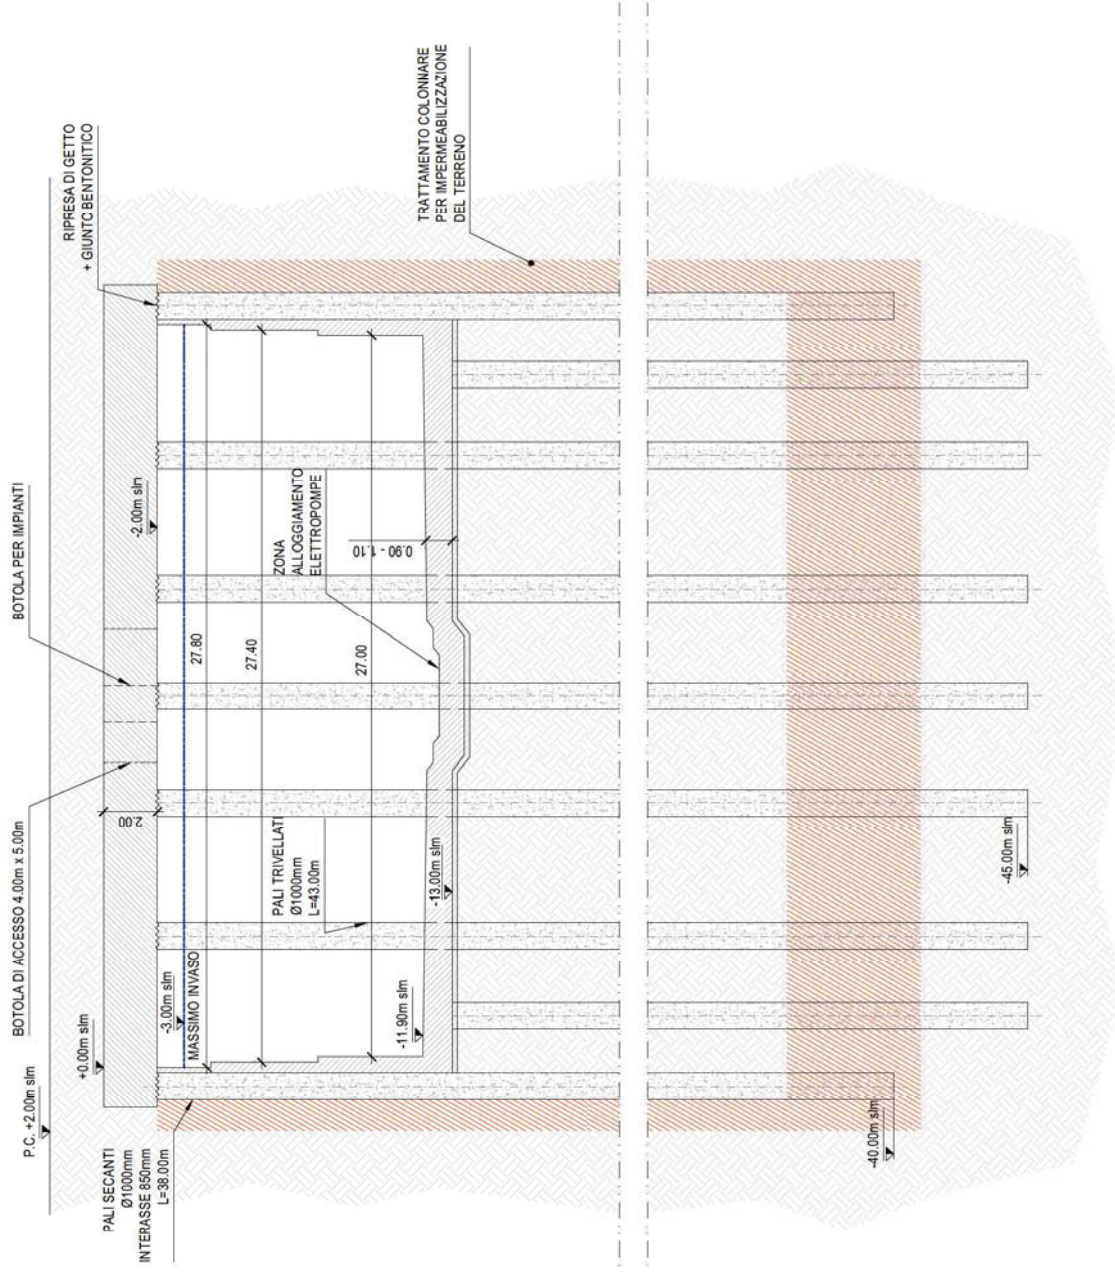 P.C. +2.00m slm
+0.00m slm
BOTOLA DI ACCESSO 4.00m x 5.00m
BOTOLA PER IMPIANTI
RIPRESA DI GETTO
+ GIUNTO BENTONITICO
PALI SECANTI
Ø1000mm
INTERASSE 850mm
L=38.00m
-3.00m slm
MASSIMO INVASO
2.00
-2.00m slm
27.80
27.40
27.00
PALI TRIVELLATI
Ø1000mm
L=43.00m
ZONA
ALLOGGIAMENTO
ELETTROPOMPE
0.90 - 1.10
-11.90m slm
-13.00m slm
TRATTAMENTO COLONNARE
PER IMPERMEABILIZZAZIONE
DEL TERRENO
-40.00m slm
-45.00m slm